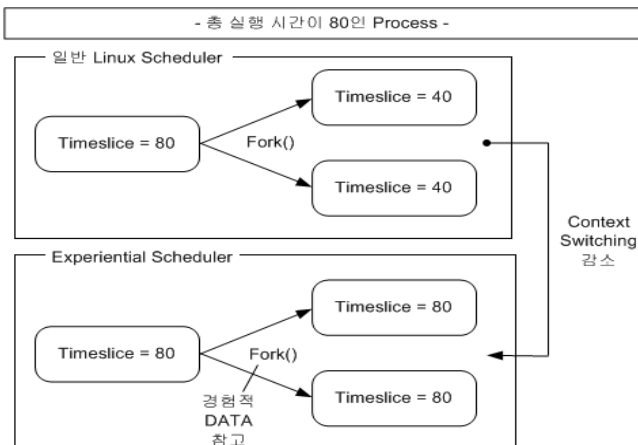 - 총 실행 시간이 80인 Process -
일반 Linux Scheduler
Timeslice = 40
Timeslice = 80
Fork()
Timeslice = 40
Context
Switching
감소
Experiential Scheduler
Timeslice = 80
Timeslice = 80
Fork()
경험적
DATA
참고
Timeslice = 80